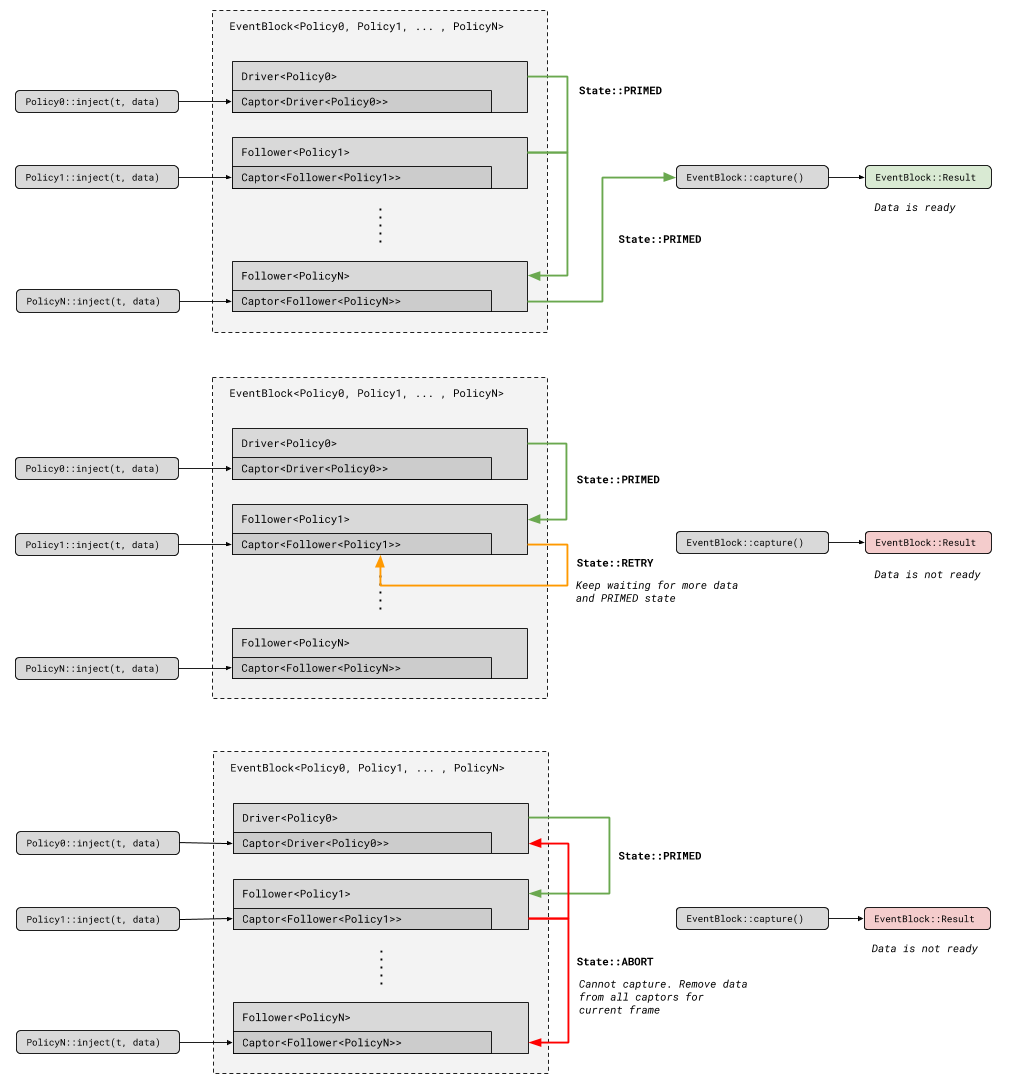 EventBlock<Policy0, Policy1, ... , PolicyN>
Driver<Policy0>
State::PRIMED
Policy0::inject(t, data)
Captor<Driver<Policy0>>
Follower<Policy1>
Policy1::inject(t, data)
Captor<Follower<Policy1>>
EventBlock::capture()
EventBlock::Result
Data is ready
State::PRIMED
Follower<PolicyN>
PolicyN::inject(t, data)
Captor<Follower<PolicyN>>
EventBlock<Policy0, Policy1, ... , PolicyN>
Driver<Policy0>
Policy0::inject(t, data)
Captor<Driver<Policy0>>
State::PRIMED
Follower<Policy1>
Policy1::inject(t, data)
Captor<Follower<Policy1>>
EventBlock::capture()
EventBlock::Result
State::RETRY
Data is not ready
Keep waiting for more data
and PRIMED state
Follower<PolicyN>
PolicyN::inject(t, data)
Captor<Follower<PolicyN>>
EventBlock<Policy0, Policy1, ... , PolicyN>
Driver<Policy0>
Policy0::inject(t, data)
Captor<Driver<Policy0>>
State::PRIMED
Follower<Policy1>
Policy1::inject(t, data)
Captor<Follower<Policy1>>
EventBlock::capture()
EventBlock::Result
Data is not ready
State::ABORT
Cannot capture. Remove data
from all captors for
current frame
Follower<PolicyN>
PolicyN::inject(t, data)
Captor<Follower<PolicyN>>